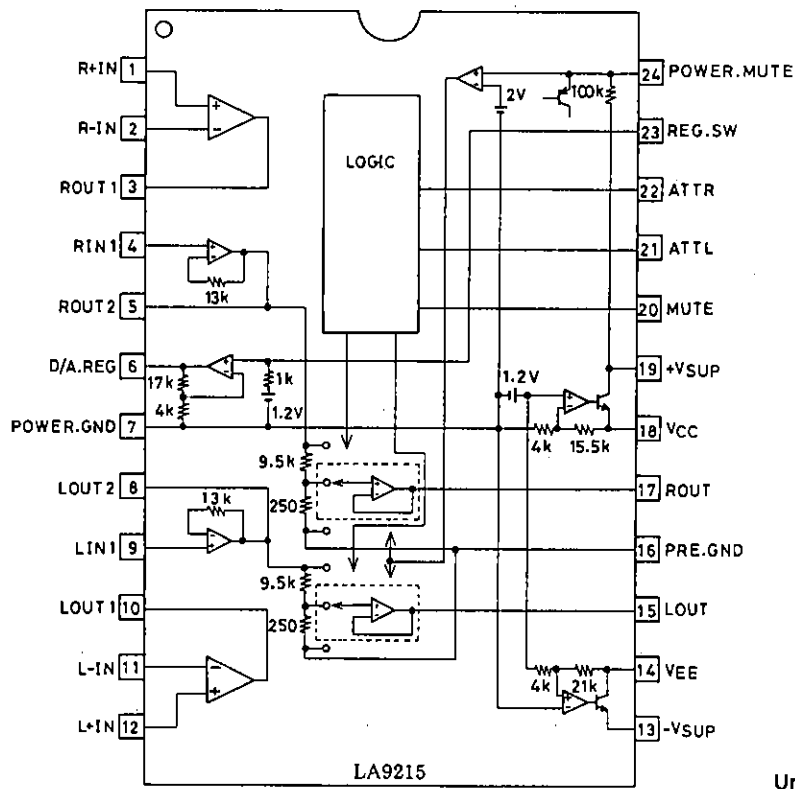 R+IN 1
R-IN 2
ROUT1 3
RIN1 4
13k
ROUT2 5
D/A.REG 6
17k
4k
1k
1.2V
POWER.GND 7
LOUT2 8
13k
LIN1 9
LOUT1 10
L-IN 11
L+IN 12
LOGIC
9.5k
250
9.5k
250
2V
100k
24 POWER.MUTE
23 REG.SW
22 ATTR
21 ATTL
20 MUTE
19 +VSUP
1.2V
4k
15.5k
18 VCC
17 ROUT
16 PRE.GND
15 LOUT
14 VEE
4k
21k
13 -VSUP
LA9215